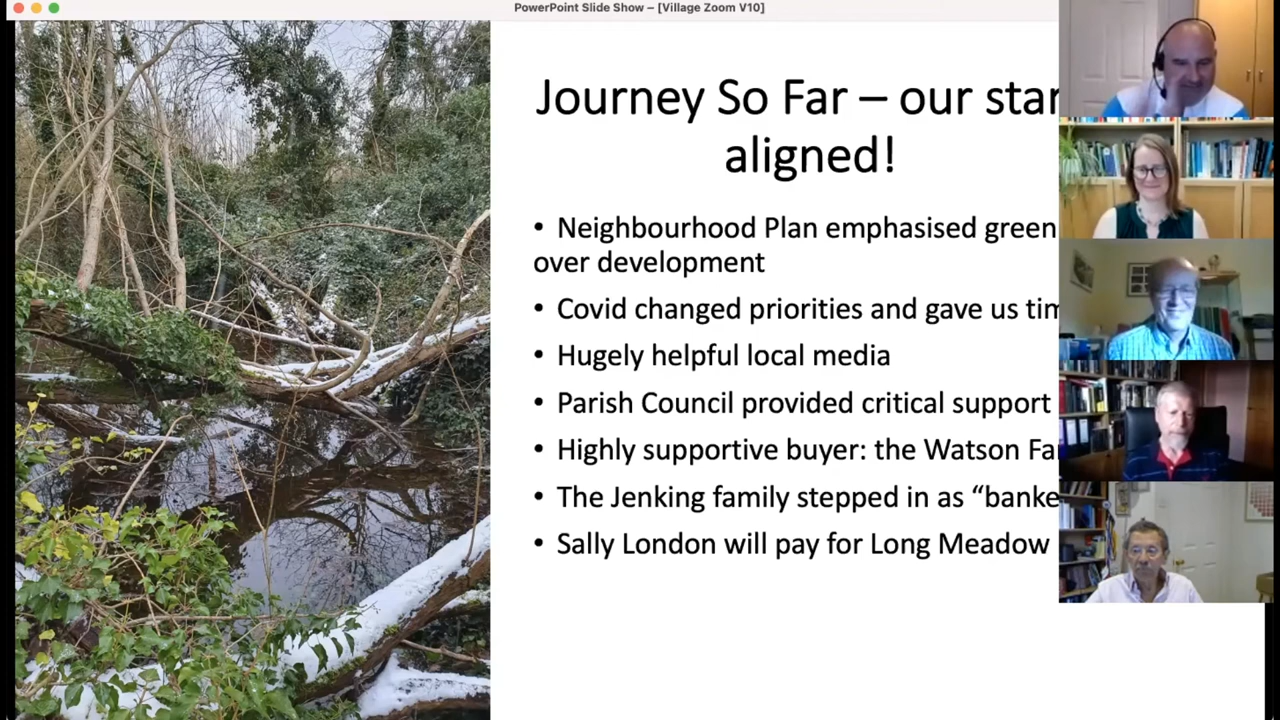 PowerPoint Slide Show – [Village Zoom V10]
Journey So Far – our star
aligned!
• Neighbourhood Plan emphasised green
over development
• Covid changed priorities and gave us tim
• Hugely helpful local media
• Parish Council provided critical support
• Highly supportive buyer: the Watson Fa
• The Jenking family stepped in as “banke
• Sally London will pay for Long Meadow